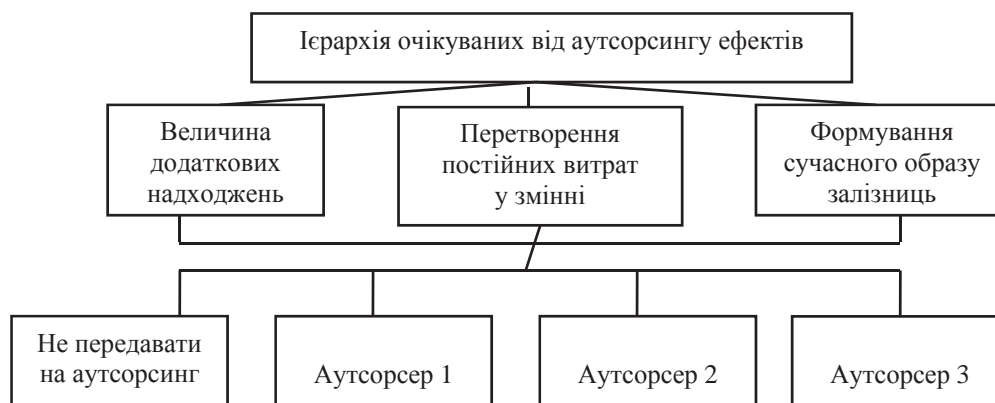 Ієрархія очікуваних від аутсорсингу ефектів
Величина
додаткових
надходжень
Перетворення
постійних витрат
у змінні
Формування
сучасного образу
залізниць
Не передавати
на аутсорсинг
Аутсорсер 1
Аутсорсер 2
Аутсорсер 3